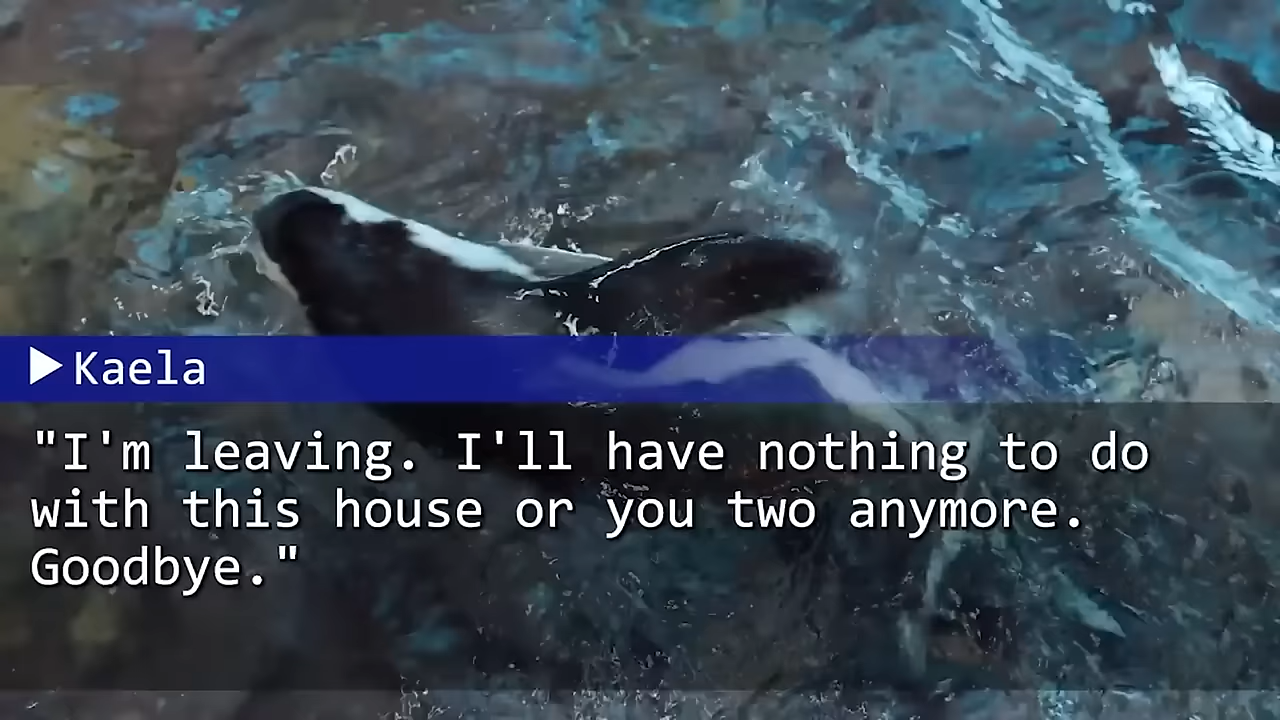 ▶Kaela
"I'm leaving. I'll have nothing to do
with this house or you two anymore.
Goodbye."